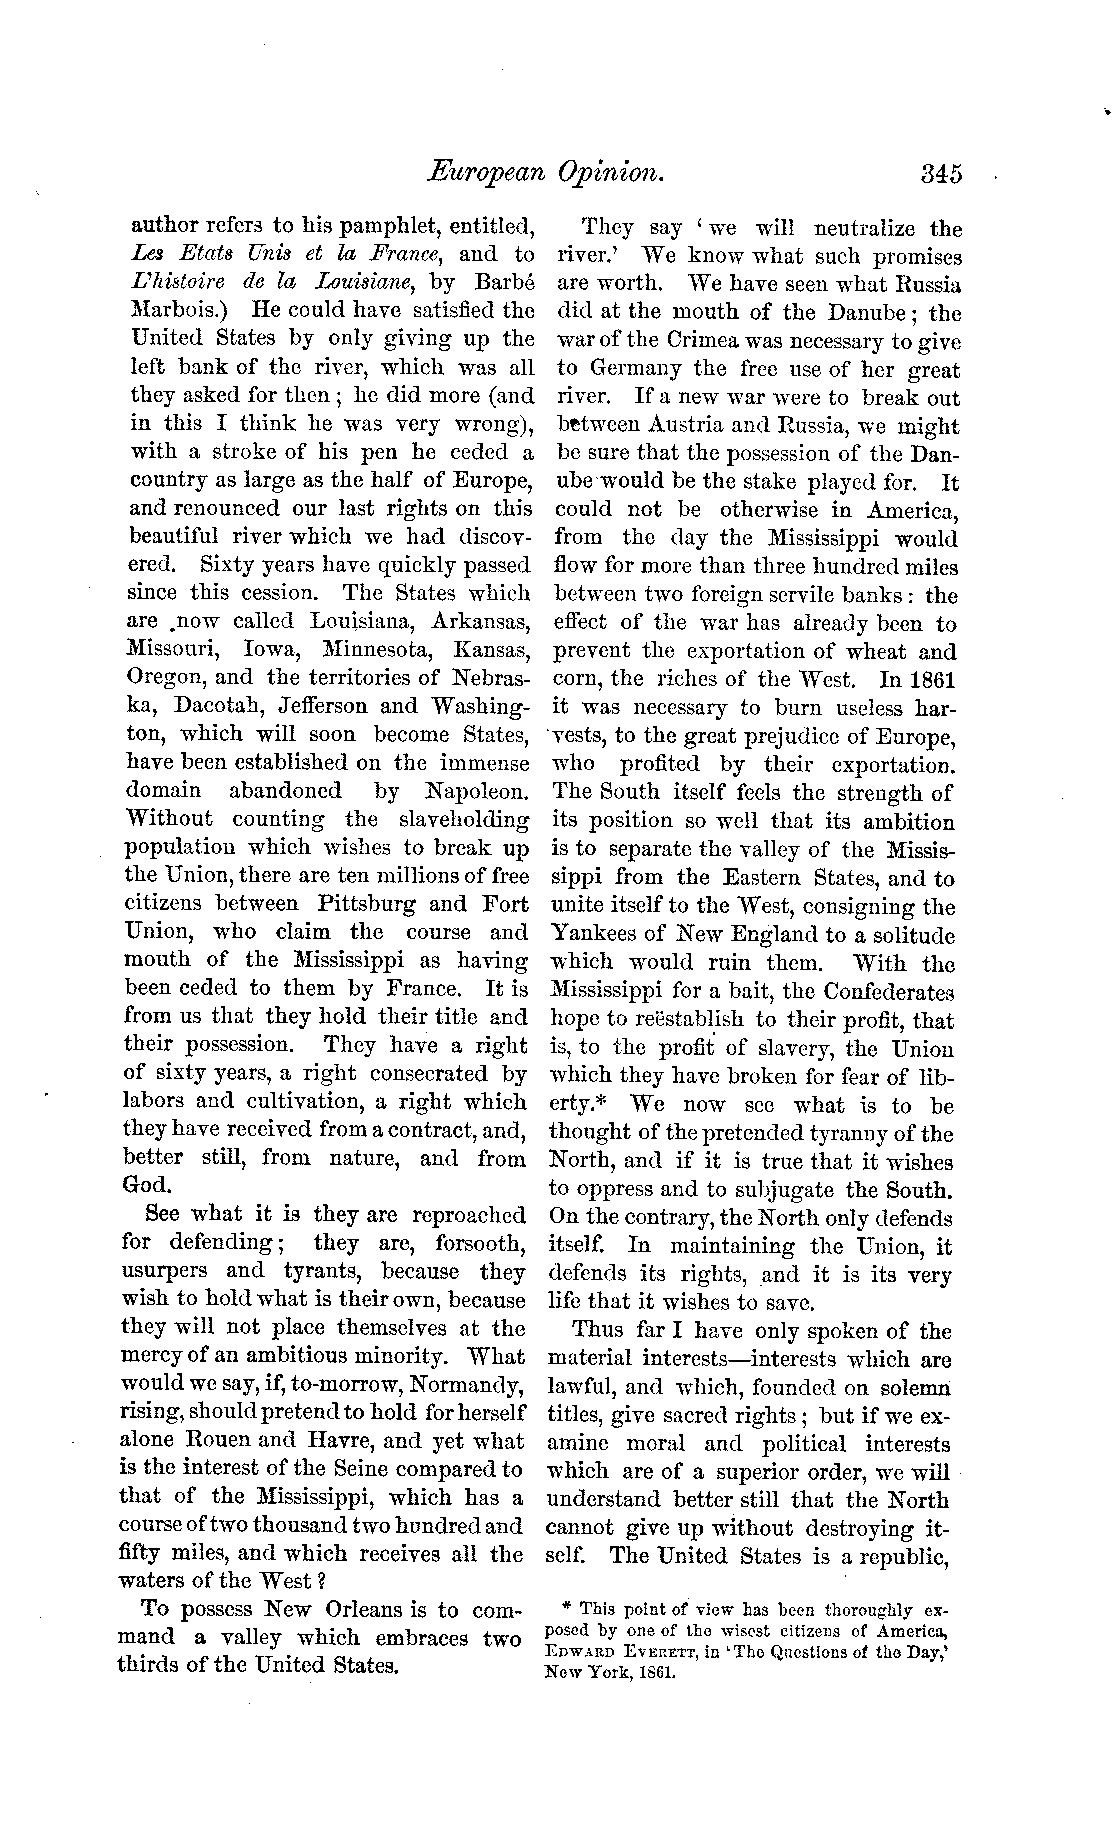 European Opinion. 345
author refers to his pamphlet, entitled,
Les Etats Unis et la France, and to
L'histoire de la Louisiane, by Barbé
Marbois.) He could have satisfied the
United States by only giving up the
left bank of the river, which was all
they asked for then; he did more (and
in this I think he was very wrong),
with a stroke of his pen he ceded a
country as large as the half of Europe,
and renounced our last rights on this
beautiful river which we had discov-
ered. Sixty years have quickly passed
since this cession. The States which
are now called Louisiana, Arkansas,
Missouri, Iowa, Minnesota, Kansas,
Oregon, and the territories of Nebras-
ka, Dacotah, Jefferson and Washing-
ton, which will soon become States,
have been established on the immense
domain abandoned by Napoleon.
Without counting the slaveholding
population which wishes to break up
the Union, there are ten millions of free
citizens between Pittsburg and Fort
Union, who claim the course and
mouth of the Mississippi as having
been ceded to them by France. It is
from us that they hold their title and
their possession. They have a right
of sixty years, a right consecrated by
labors and cultivation, a right which
they have received from a contract, and,
better still, from nature, and from
God.
See what it is they are reproached
for defending; they are, forsooth,
usurpers and tyrants, because they
wish to hold what is their own, because
they will not place themselves at the
mercy of an ambitious minority. What
would we say, if, to-morrow, Normandy,
rising, should pretend to hold for herself
alone Rouen and Havre, and yet what
is the interest of the Seine compared to
that of the Mississippi, which has a
course of two thousand two hundred and
fifty miles, and which receives all the
waters of the West?
To possess New Orleans is to com-
mand a valley which embraces two
thirds of the United States.
They say 'we will neutralize the
river.' We know what such promises
are worth. We have seen what Russia
did at the mouth of the Danube; the
war of the Crimea was necessary to give
to Germany the free use of her great
river. If a new war were to break out
between Austria and Russia, we might
be sure that the possession of the Dan-
ube would be the stake played for. It
could not be otherwise in America,
from the day the Mississippi would
flow for more than three hundred miles
between two foreign servile banks: the
effect of the war has already been to
prevent the exportation of wheat and
corn, the riches of the West. In 1861
it was necessary to burn useless har-
vests, to the great prejudice of Europe,
who profited by their exportation.
The South itself feels the strength of
its position so well that its ambition
is to separate the valley of the Missis-
sippi from the Eastern States, and to
unite itself to the West, consigning the
Yankees of New England to a solitude
which would ruin them. With the
Mississippi for a bait, the Confederates
hope to reëstablish to their profit, that
is, to the profit of slavery, the Union
which they have broken for fear of lib-
erty.* We now see what is to be
thought of the pretended tyranny of the
North, and if it is true that it wishes
to oppress and to subjugate the South.
On the contrary, the North only defends
itself. In maintaining the Union, it
defends its rights, and it is its very
life that it wishes to save.
Thus far I have only spoken of the
material interests—interests which are
lawful, and which, founded on solemn
titles, give sacred rights; but if we ex-
amine moral and political interests
which are of a superior order, we will
understand better still that the North
cannot give up without destroying it-
self. The United States is a republic,
* This point of view has been thoroughly ex-
posed by one of the wisest citizens of America,
EDWARD EVERETT, in 'The Questions of the Day,'
New York, 1861.